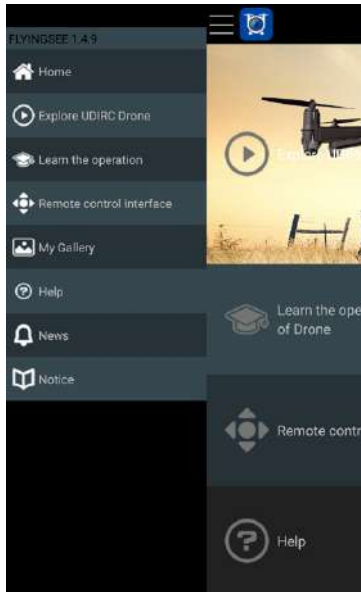 FLYINGSEE 1.4.9
Home
Explore UDIRC Drone
Learn the operation
Remote control interface
My Gallery
Help
News
Notice
Learn the ope
of Drone
Remote contr
Help